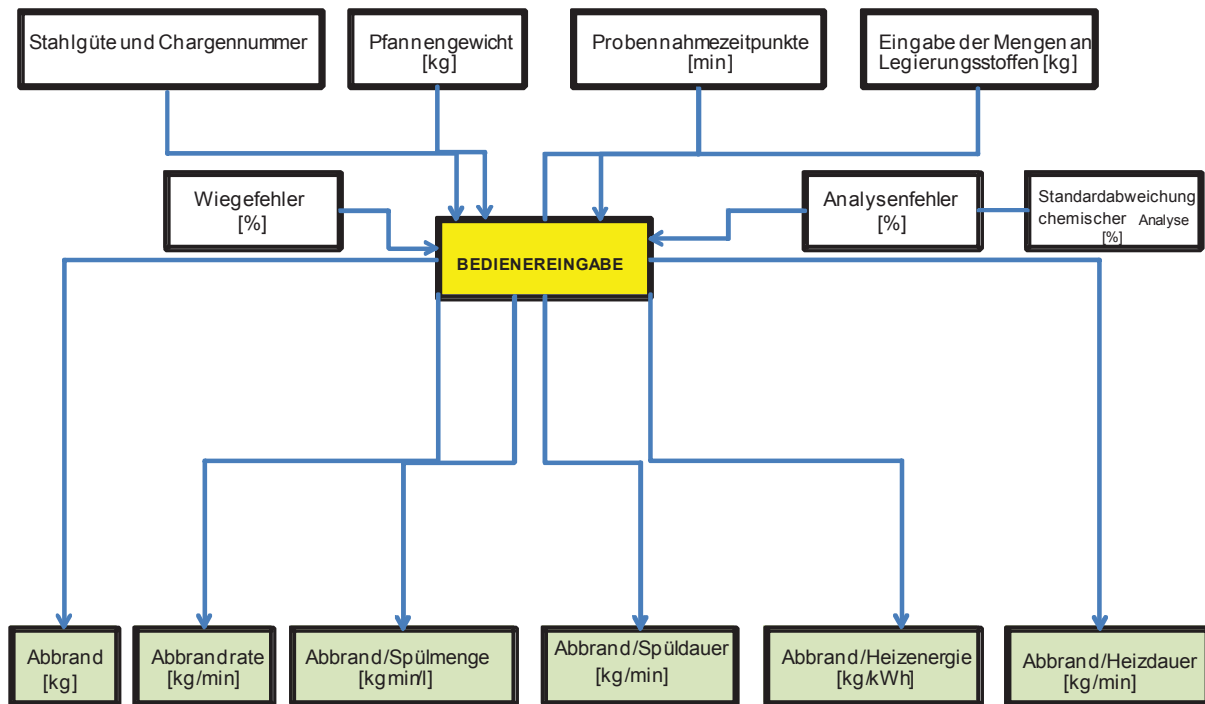 Stahlgüte und Chargennummer
Pfannengewicht
[kg]
Probennahmezeitpunkte
[min]
Eingabe der Mengen an
Legierungsstoffen [kg]
Wiegefehler
[%]
Analysenfehler
[%]
Standardabweichung
chemischer Analyse
[%]
BEDIENEREINGABE
Abbrand
[kg]
Abbrandrate
[kg/min]
Abbrand/Spülmenge
[kgmin/l]
Abbrand/Spüldauer
[kg/min]
Abbrand/Heizenergie
[kg/kWh]
Abbrand/Heizdauer
[kg/min]